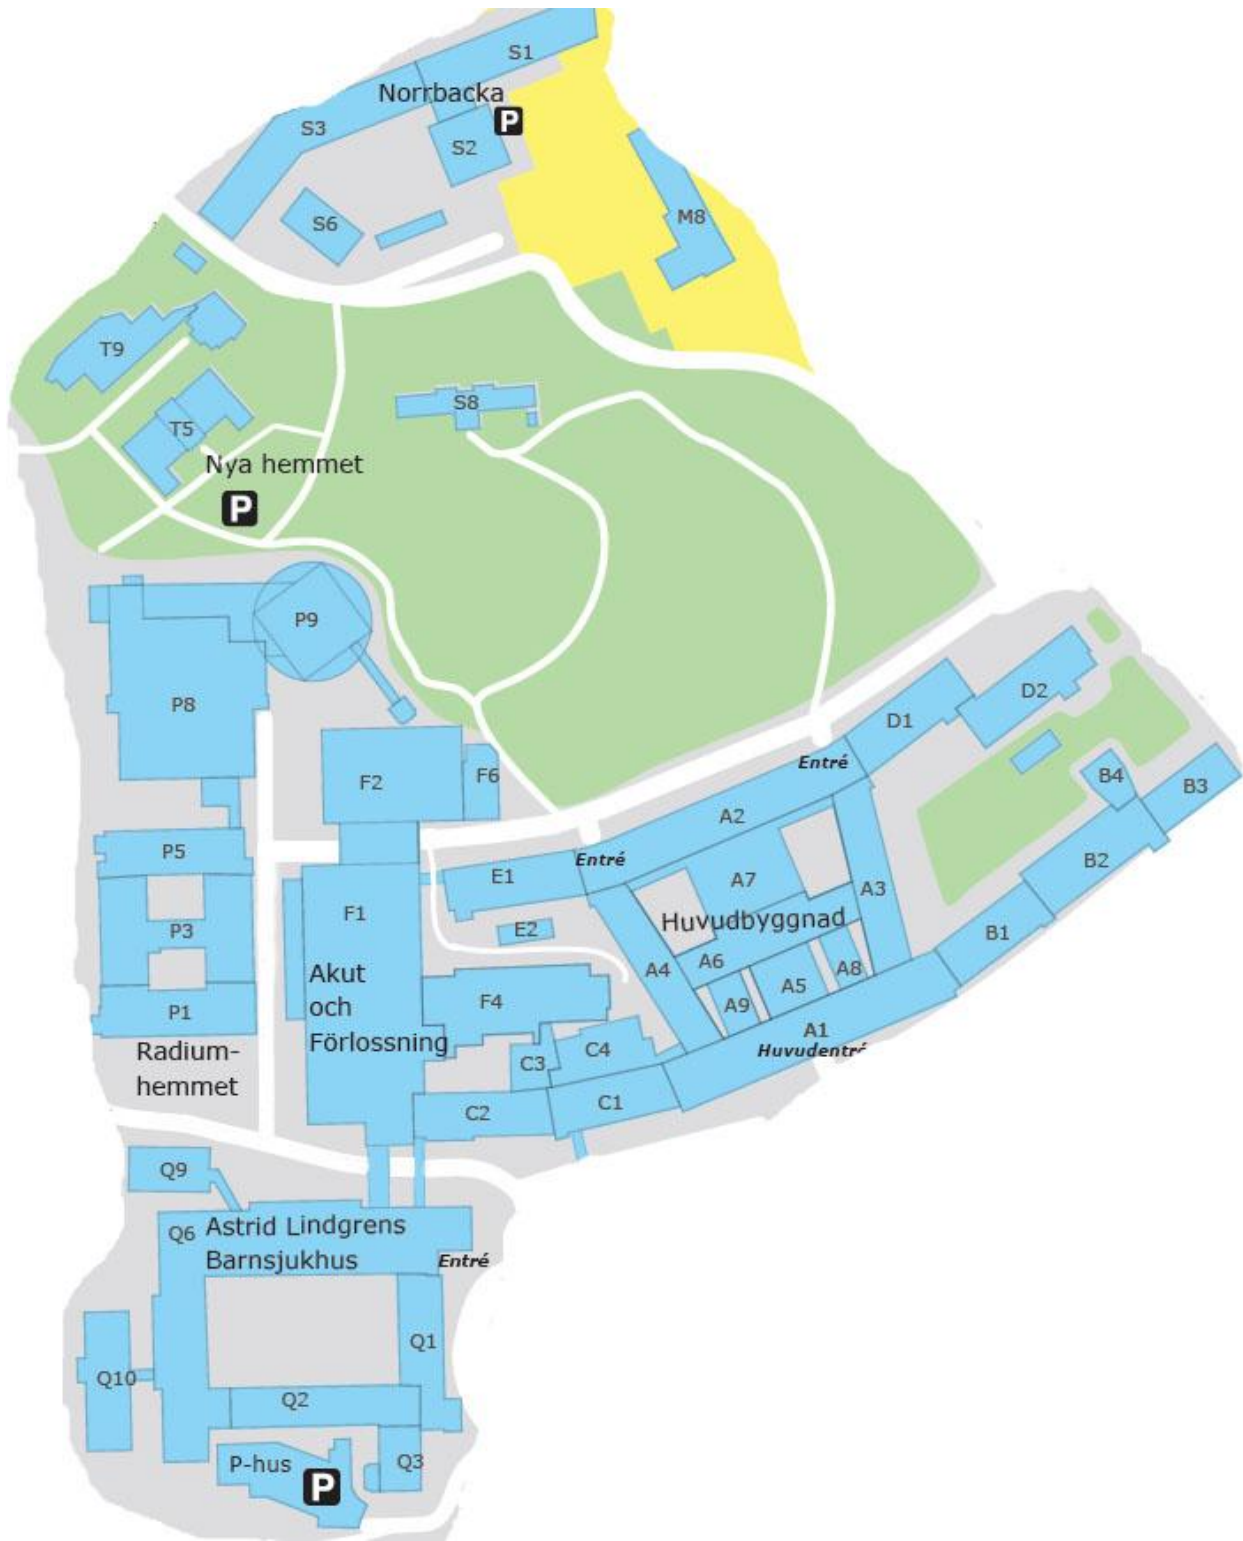 S1
Norrbacka
P
S3
S2
S6
M8
T9
S8
T5
Nya hemmet
P
P9
D2
P8
D1
Entré
F2
F6
B4
B3
A2
P5
Entré
B2
E1
A7
A3
F1
Huvudbyggnad
E2
P3
B1
A6
A4
A8
Akut
och
Förlossning
A5
F4
A9
P1
A1
Huvudentré
Radium-
hemmet
C4
C3
C1
C2
Q9
Q6
Astrid Lindgrens
Barnsjukhus
Entré
Q1
Q10
Q2
P-hus
Q3
P